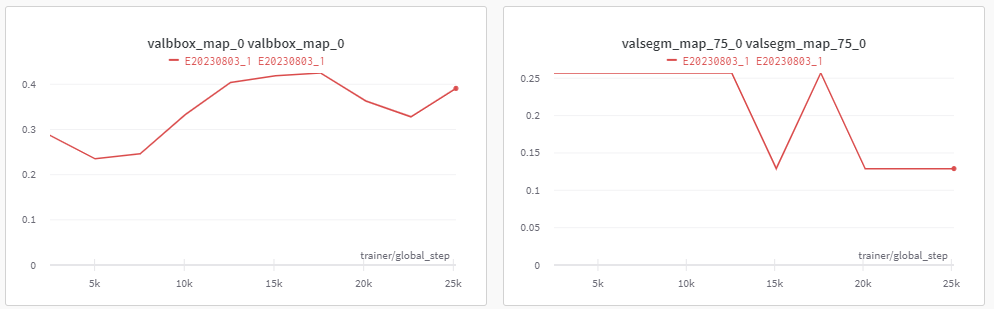 valbbox_map_0 valbbox_map_0
E20230803_1 E20230803_1
0.4
0.3
0.2
0.1
0
trainer/global_step
5k 10k 15k 20k 25k
valsegm_map_75_0 valsegm_map_75_0
E20230803_1 E20230803_1
0.25
0.2
0.15
0.1
0.05
0
trainer/global_step
5k 10k 15k 20k 25k